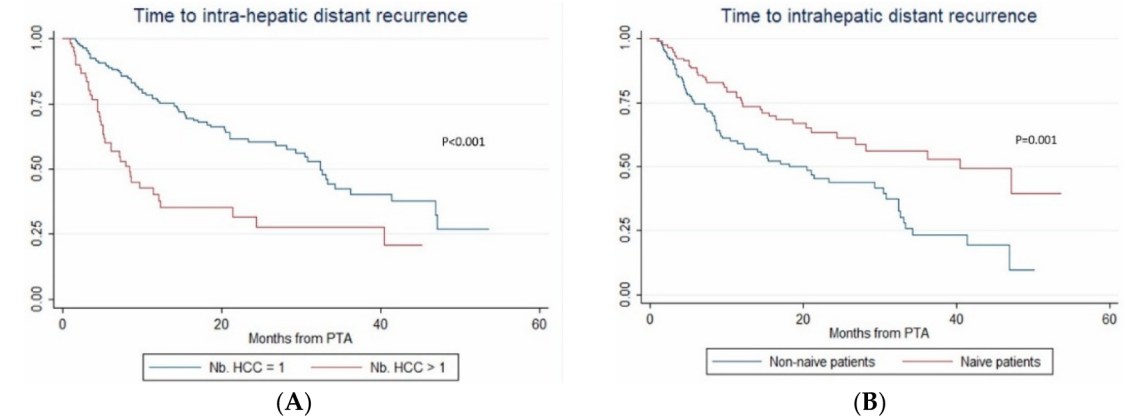 Time to intra-hepatic distant recurrence
1.00
0.75
0.50
0.25
0.00
P<0.001
0 20 40 60
Months from PTA
Nb. HCC = 1 Nb. HCC > 1
(A)
Time to intrahepatic distant recurrence
1.00
0.75
0.50
0.25
0.00
P=0.001
0 20 40 60
Months from PTA
Non-naive patients Naive patients
(B)